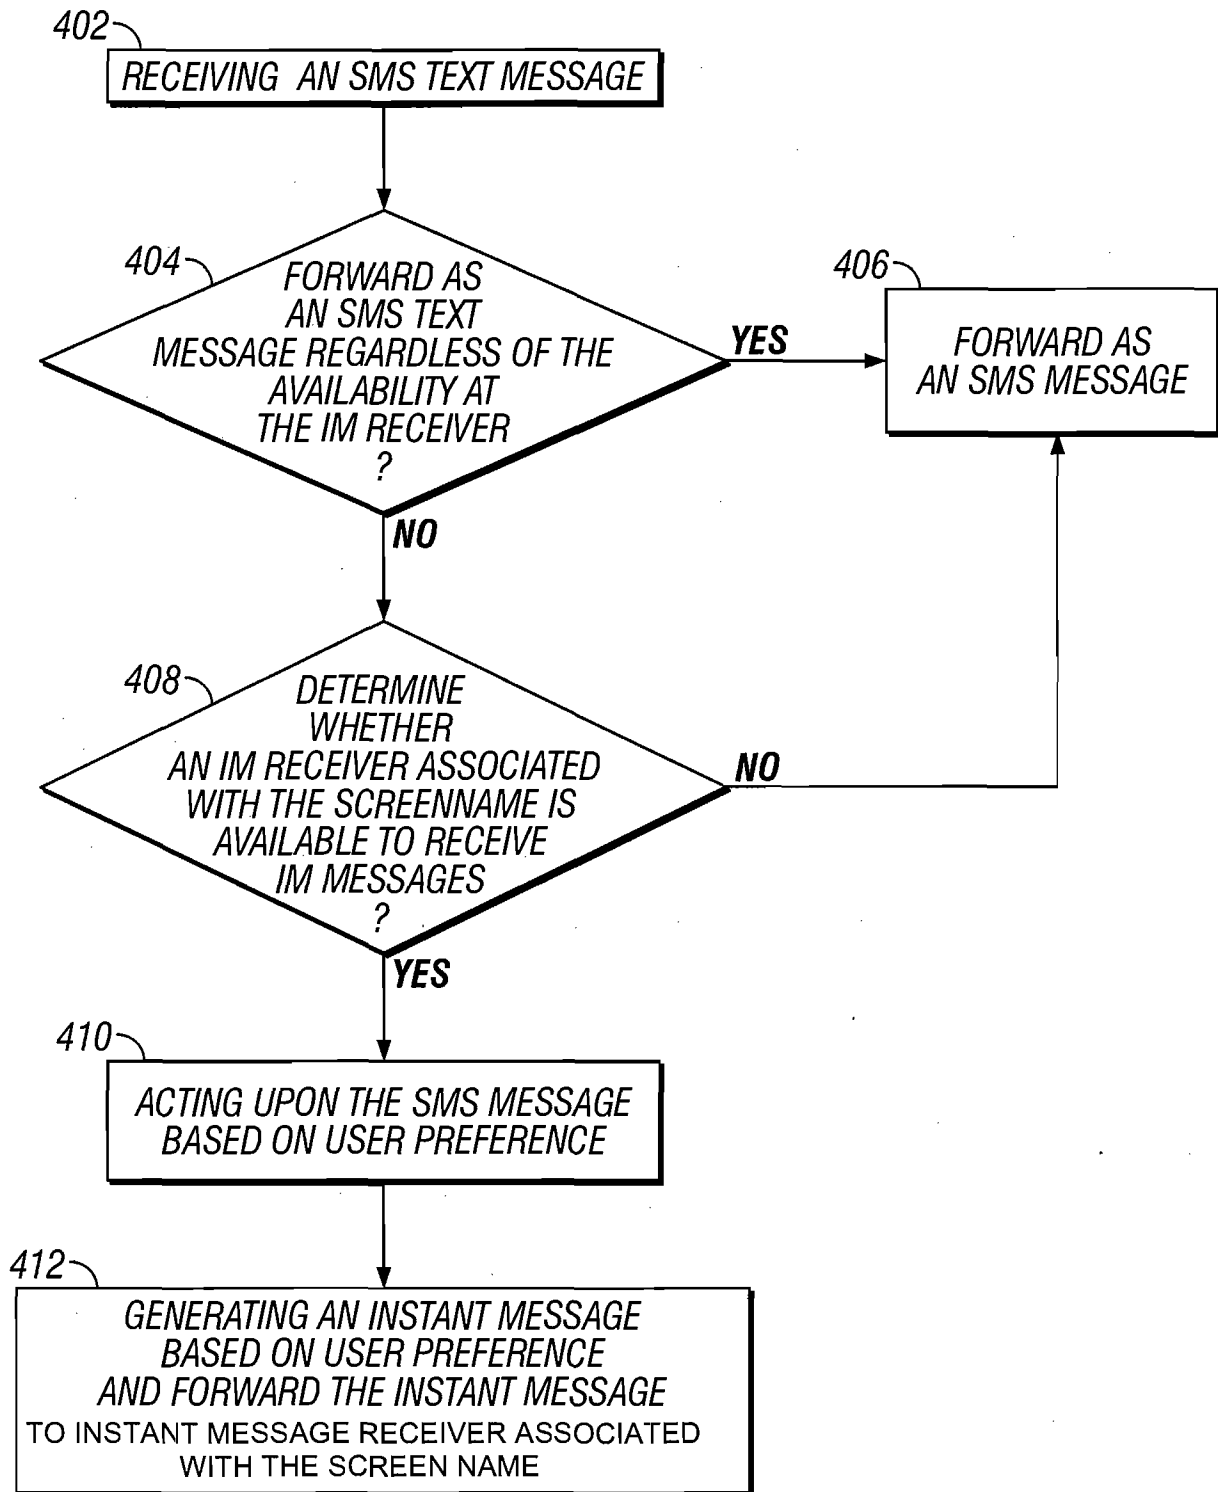 402
RECEIVING AN SMS TEXT MESSAGE
404
FORWARD AS
AN SMS TEXT
MESSAGE REGARDLESS OF THE
AVAILABILITY AT
THE IM RECEIVER
?
YES
406
FORWARD AS
AN SMS MESSAGE
NO
408
DETERMINE
WHETHER
AN IM RECEIVER ASSOCIATED
WITH THE SCREENNAME IS
AVAILABLE TO RECEIVE
IM MESSAGES
?
NO
YES
410
ACTING UPON THE SMS MESSAGE
BASED ON USER PREFERENCE
412
GENERATING AN INSTANT MESSAGE
BASED ON USER PREFERENCE
AND FORWARD THE INSTANT MESSAGE
TO INSTANT MESSAGE RECEIVER ASSOCIATED
WITH THE SCREEN NAME